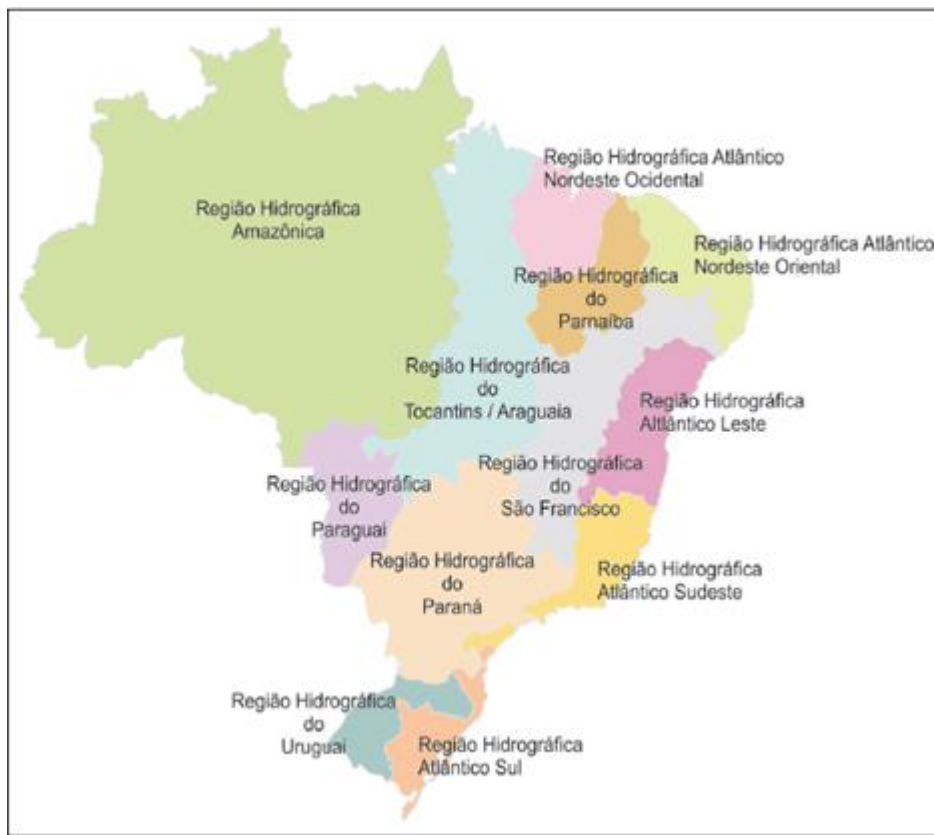 Região Hidrográfica Atlântico
Nordeste Ocidental
Região Hidrográfica
Amazônica
Região Hidrográfica Atlântico
Nordeste Oriental
Região Hidrográfica
do
Parnaíba
Região Hidrográfica
do
Tocantins / Araguaia
Região Hidrográfica
Altlântico Leste
Região Hidrográfica
do
São Francisco
Região Hidrográfica
do
Paraguai
Região Hidrográfica
do
Paraná
Região Hidrográfica
Atlântico Sudeste
Região Hidrográfica
do
Uruguai
Região Hidrográfica
Atlântico Sul